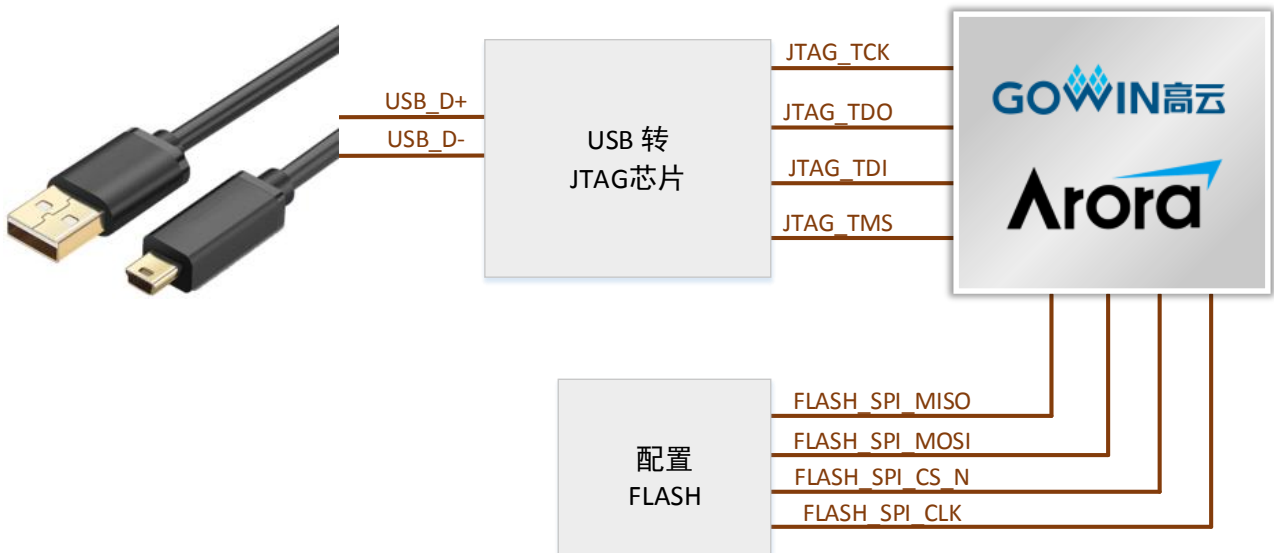 USB_D+
USB_D-
USB 转
JTAG芯片
JTAG_TCK
JTAG_TDO
JTAG_TDI
JTAG_TMS
GOWIN高云
Arora
配置
FLASH
FLASH_SPI_MISO
FLASH_SPI_MOSI
FLASH_SPI_CS_N
FLASH_SPI_CLK